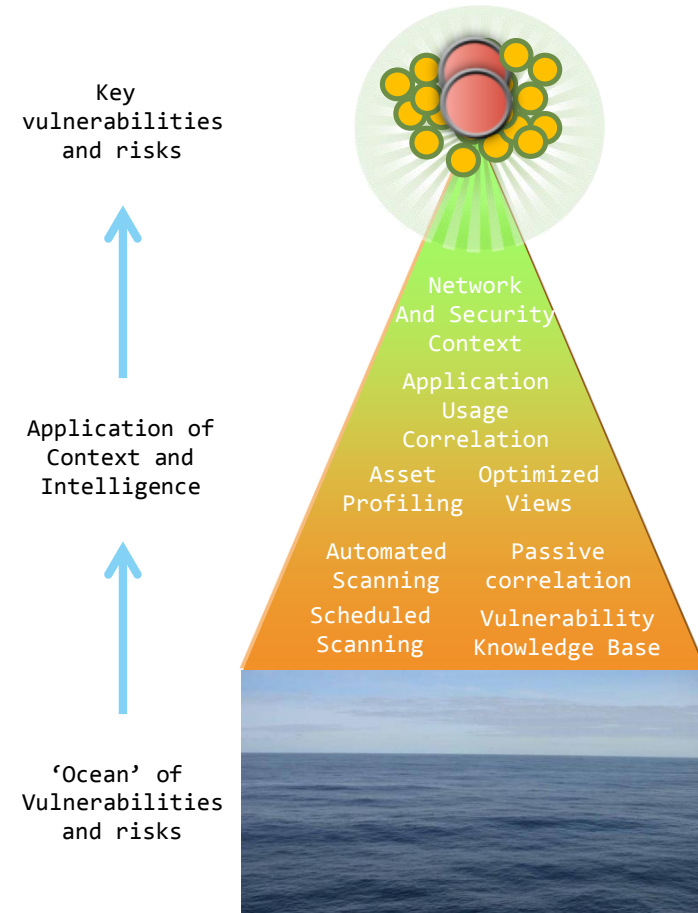 Key
vulnerabilities
and risks
Application of
Context and
Intelligence
‘Ocean’ of
Vulnerabilities
and risks
Network
And Security
Context
Application
Usage
Correlation
Asset
Profiling
Optimized
Views
Automated
Scanning
Passive
correlation
Scheduled
Scanning
Vulnerability
Knowledge Base